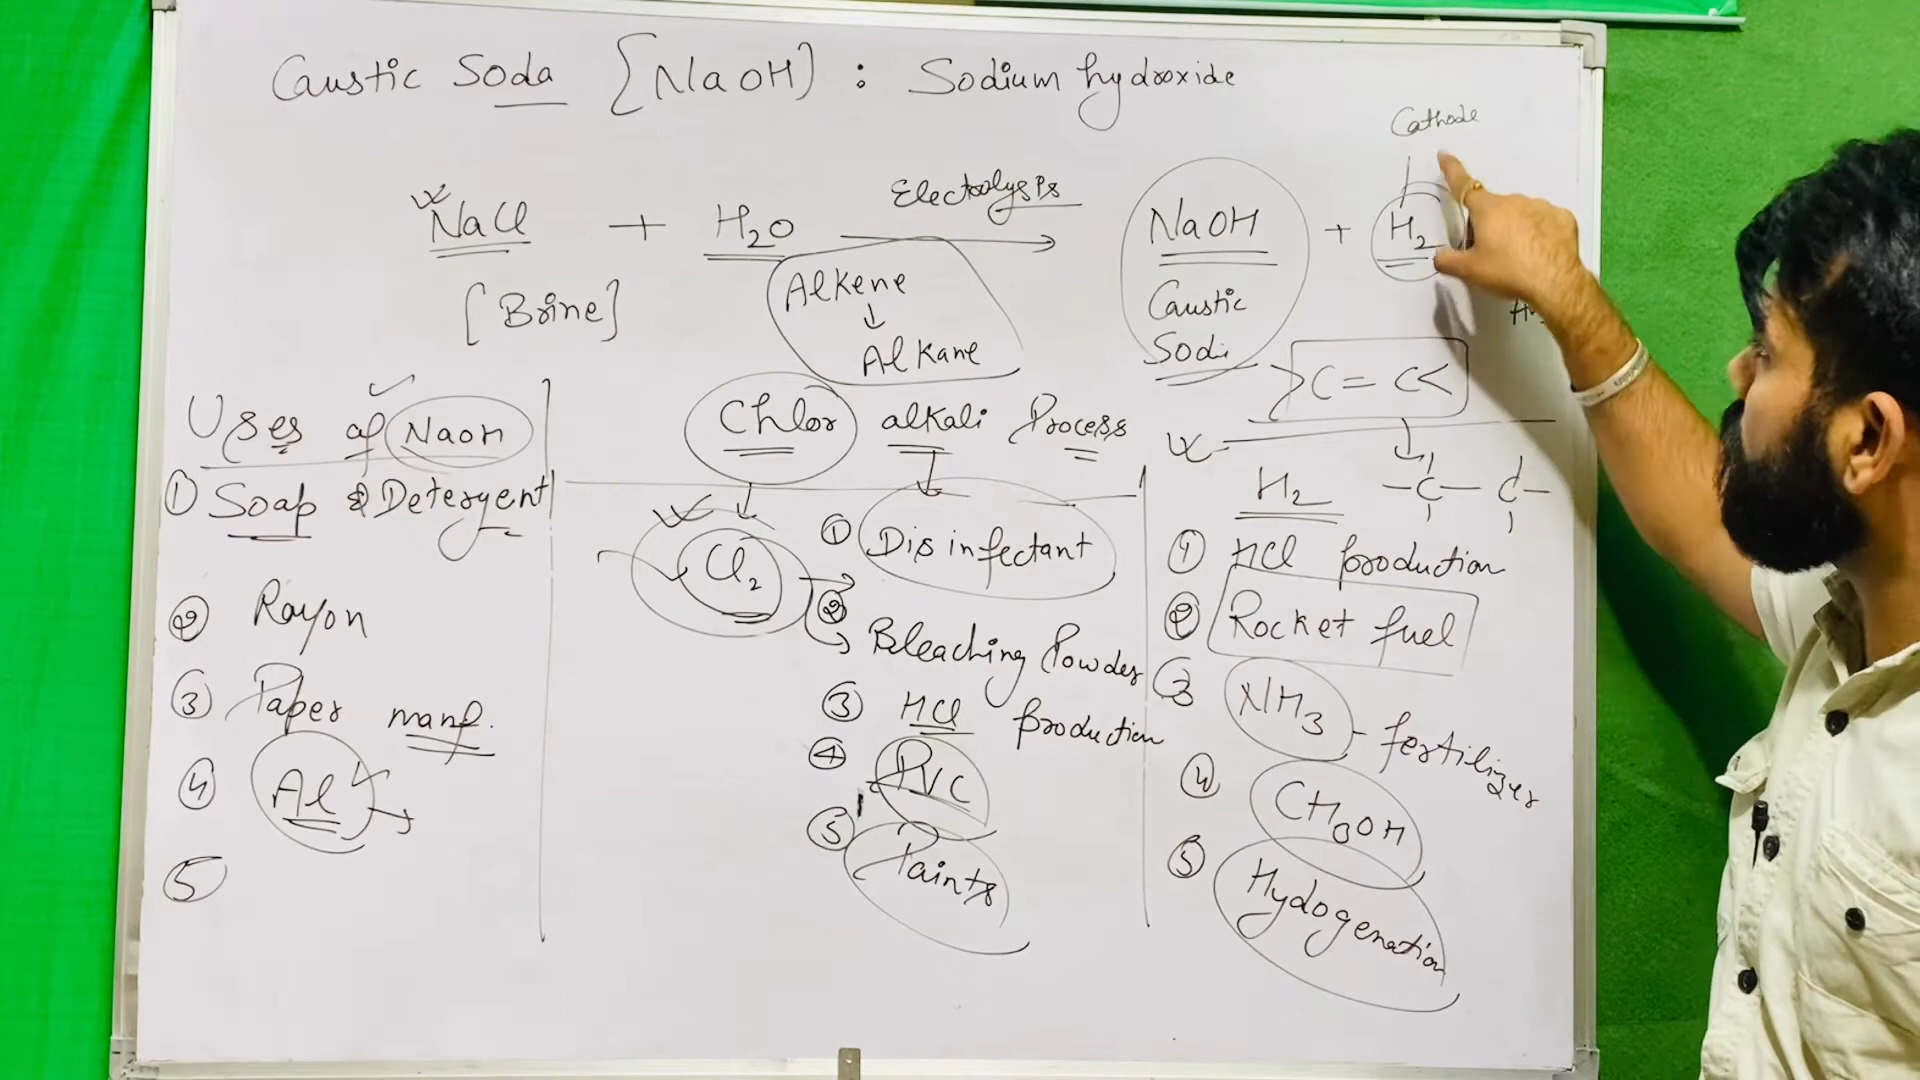 Caustic Soda [NaOH] : Sodium hydroxide
Cathode
NaCl + H2O Electrolysis → NaOH + H2
[Brine]
Alkene
↓
Alkane
Caustic
Soda
>C=C<
Uses of NaOH
① Soap & Detergent
② Rayon
③ Paper manf.
④ Al
5
Chlor alkali Process
Cl2
① Disinfectant
② Bleaching Powder
③ HCl production
④ PVC
⑤ Paints
-C- C-
H2
① HCl production
② Rocket fuel
③ NH3 - fertilizer
④ CH3OH
⑤ Hydogenation